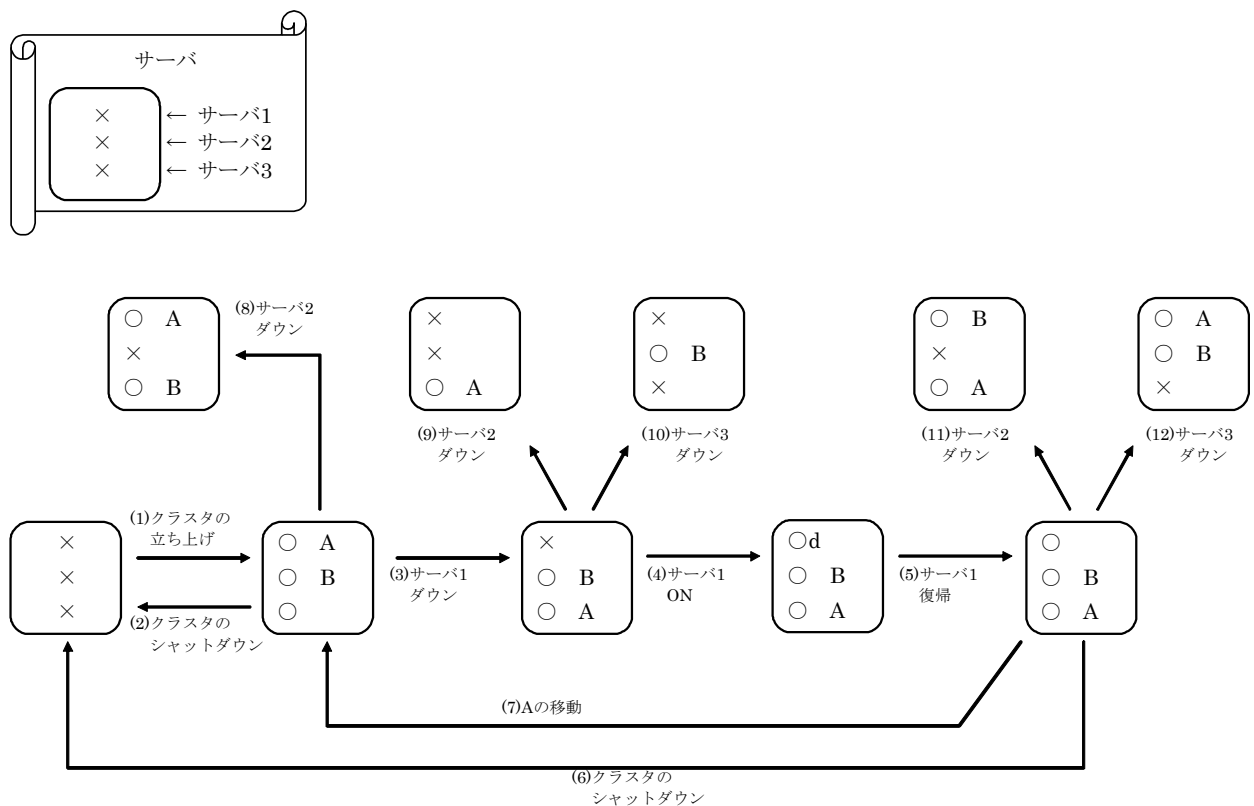 サーバ
× ← サーバ1
× ← サーバ2
× ← サーバ3
○ A
×
○ B
(8)サーバ2
ダウン
×
×
○ A
×
○ B
×
○ B
×
○ A
○ A
○ B
×
(9)サーバ2
ダウン
(10)サーバ3
ダウン
(11)サーバ2
ダウン
(12)サーバ3
ダウン
×
×
×
(1)クラスタの
立ち上げ
(2)クラスタの
シャットダウン
○ A
○ B
○
(3)サーバ1
ダウン
×
○ B
○ A
(4)サーバ1
ON
○d
○ B
○ A
(5)サーバ1
復帰
○
○ B
○ A
(7)Aの移動
(6)クラスタの
シャットダウン